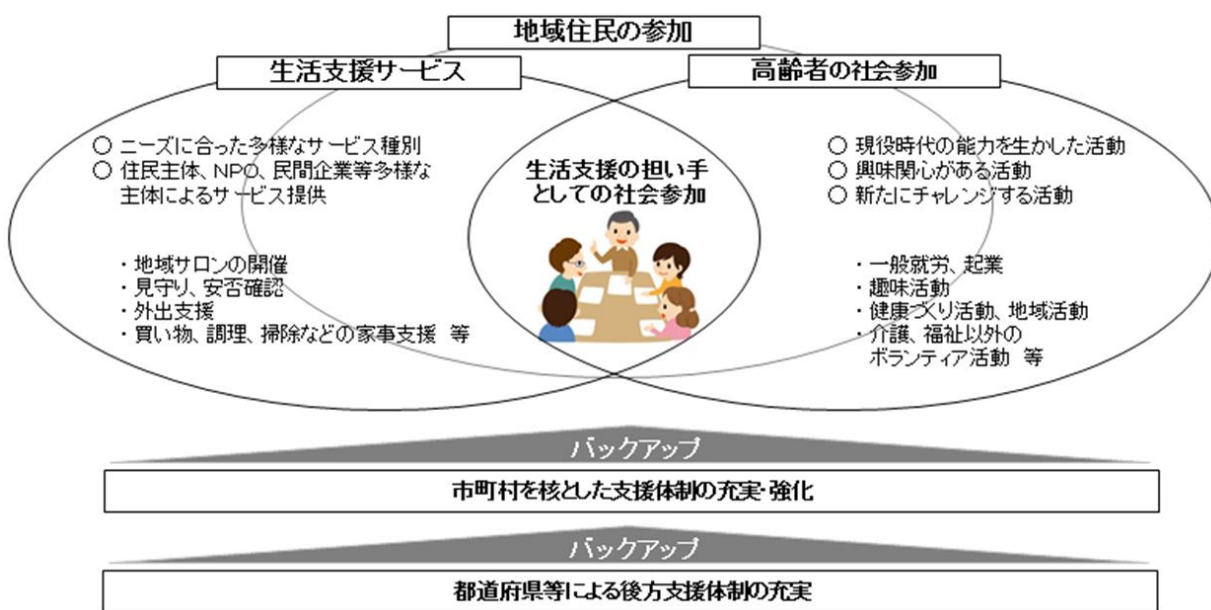 地域住民の参加
生活支援サービス
高齢者の社会参加
○ ニーズに合った多様なサービス種別
○ 住民主体、NPO、民間企業等多様な
主体によるサービス提供
・地域サロンの開催
・見守り、安否確認
・外出支援
・買い物、調理、掃除などの家事支援 等
生活支援の担い手
としての社会参加
○ 現役時代の能力を生かした活動
○ 興味関心がある活動
○ 新たにチャレンジする活動
・一般就労、起業
・趣味活動
・健康づくり活動、地域活動
・介護、福祉以外の
ボランティア活動 等
バックアップ
市町村を核とした支援体制の充実・強化
バックアップ
都道府県等による後方支援体制の充実